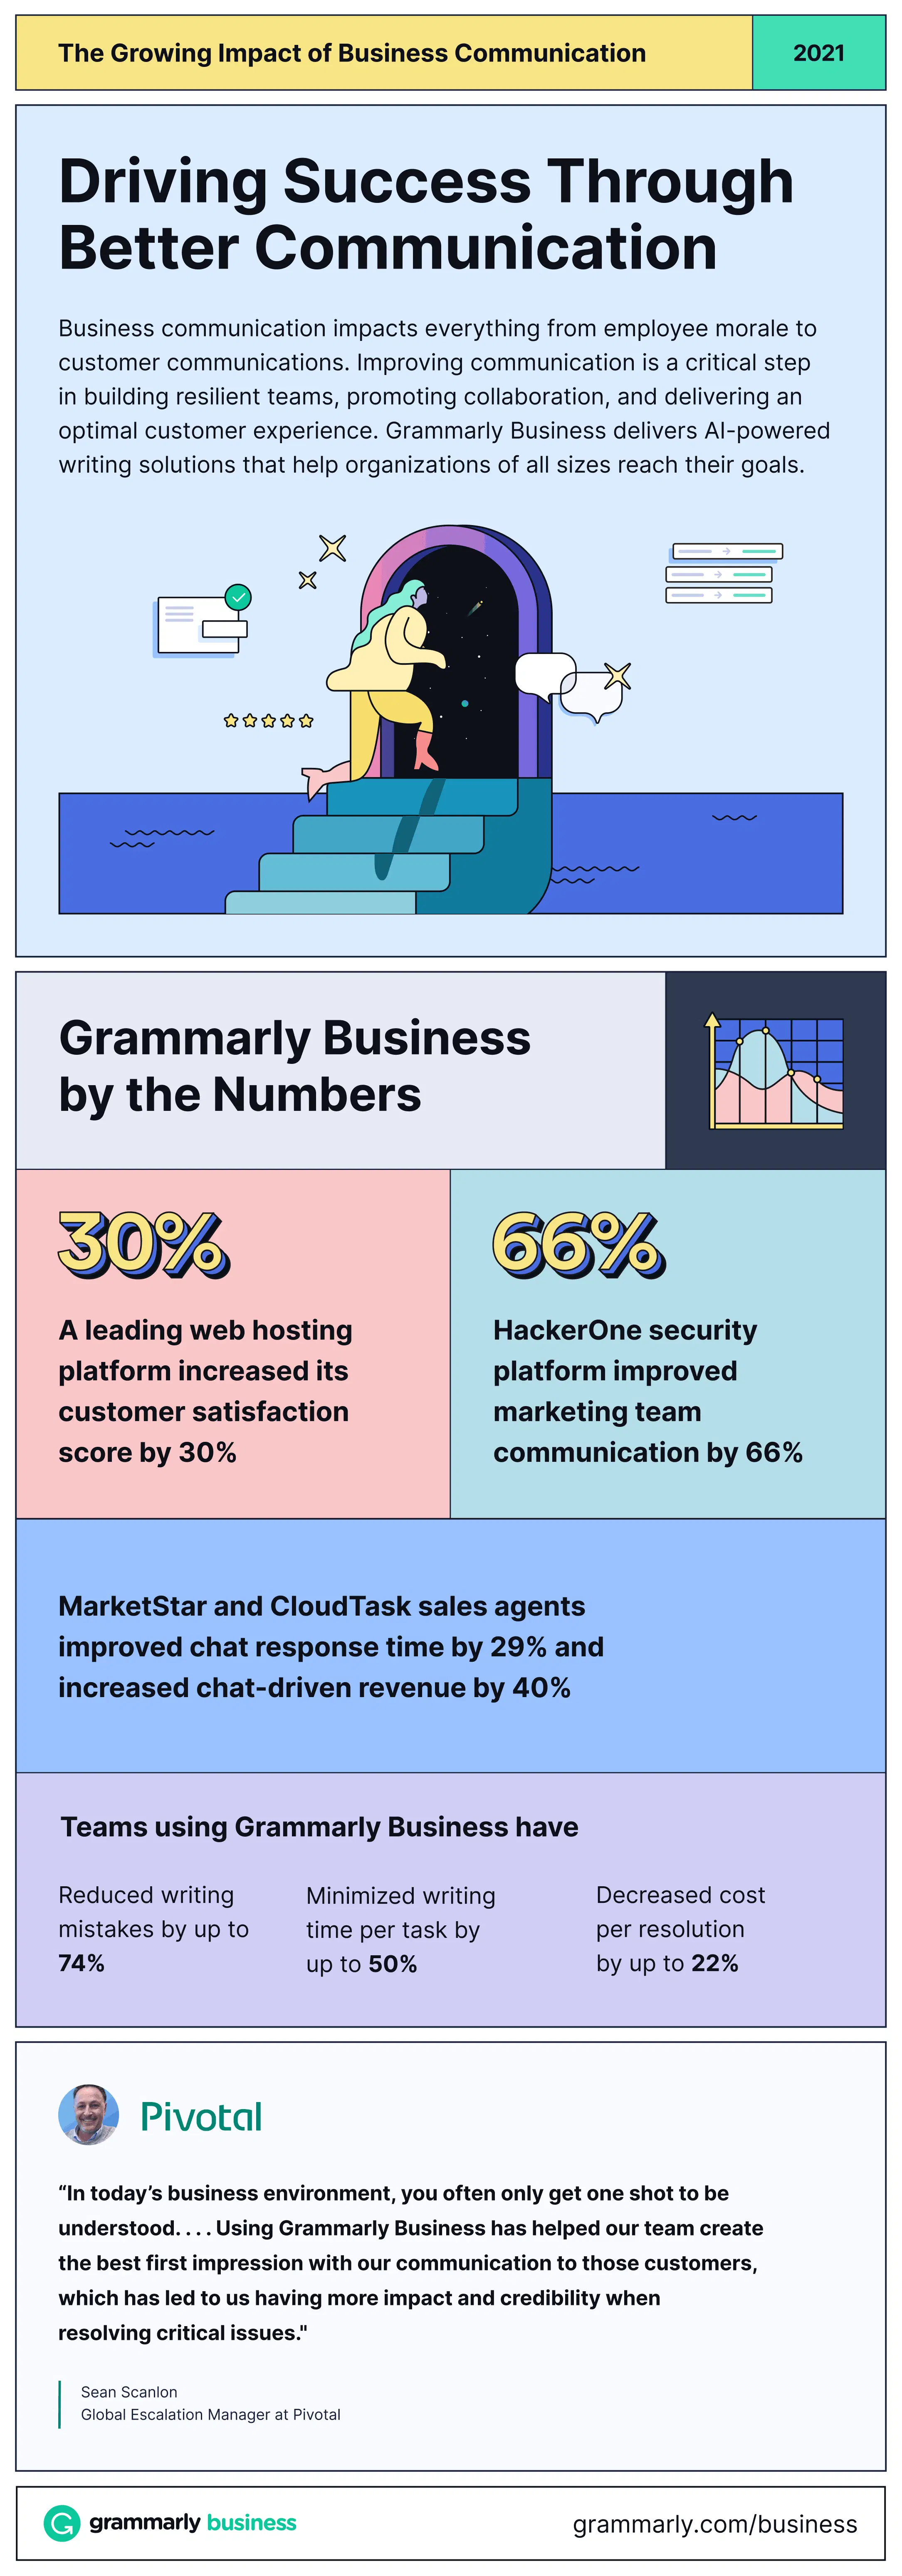 The Growing Impact of Business Communication
2021
Driving Success Through
Better Communication
Business communication impacts everything from employee morale to
customer communications. Improving communication is a critical step
in building resilient teams, promoting collaboration, and delivering an
optimal customer experience. Grammarly Business delivers AI-powered
writing solutions that help organizations of all sizes reach their goals.
Grammarly Business
by the Numbers
30%
A leading web hosting
platform increased its
customer satisfaction
score by 30%
66%
HackerOne security
platform improved
marketing team
communication by 66%
MarketStar and CloudTask sales agents
improved chat response time by 29% and
increased chat-driven revenue by 40%
Teams using Grammarly Business have
Reduced writing
mistakes by up to
74%
Minimized writing
time per task by
up to 50%
Decreased cost
per resolution
by up to 22%
Pivotal
“In today’s business environment, you often only get one shot to be
understood. . . . Using Grammarly Business has helped our team create
the best first impression with our communication to those customers,
which has led to us having more impact and credibility when
resolving critical issues."
Sean Scanlon
Global Escalation Manager at Pivotal
grammarly business
grammarly.com/business